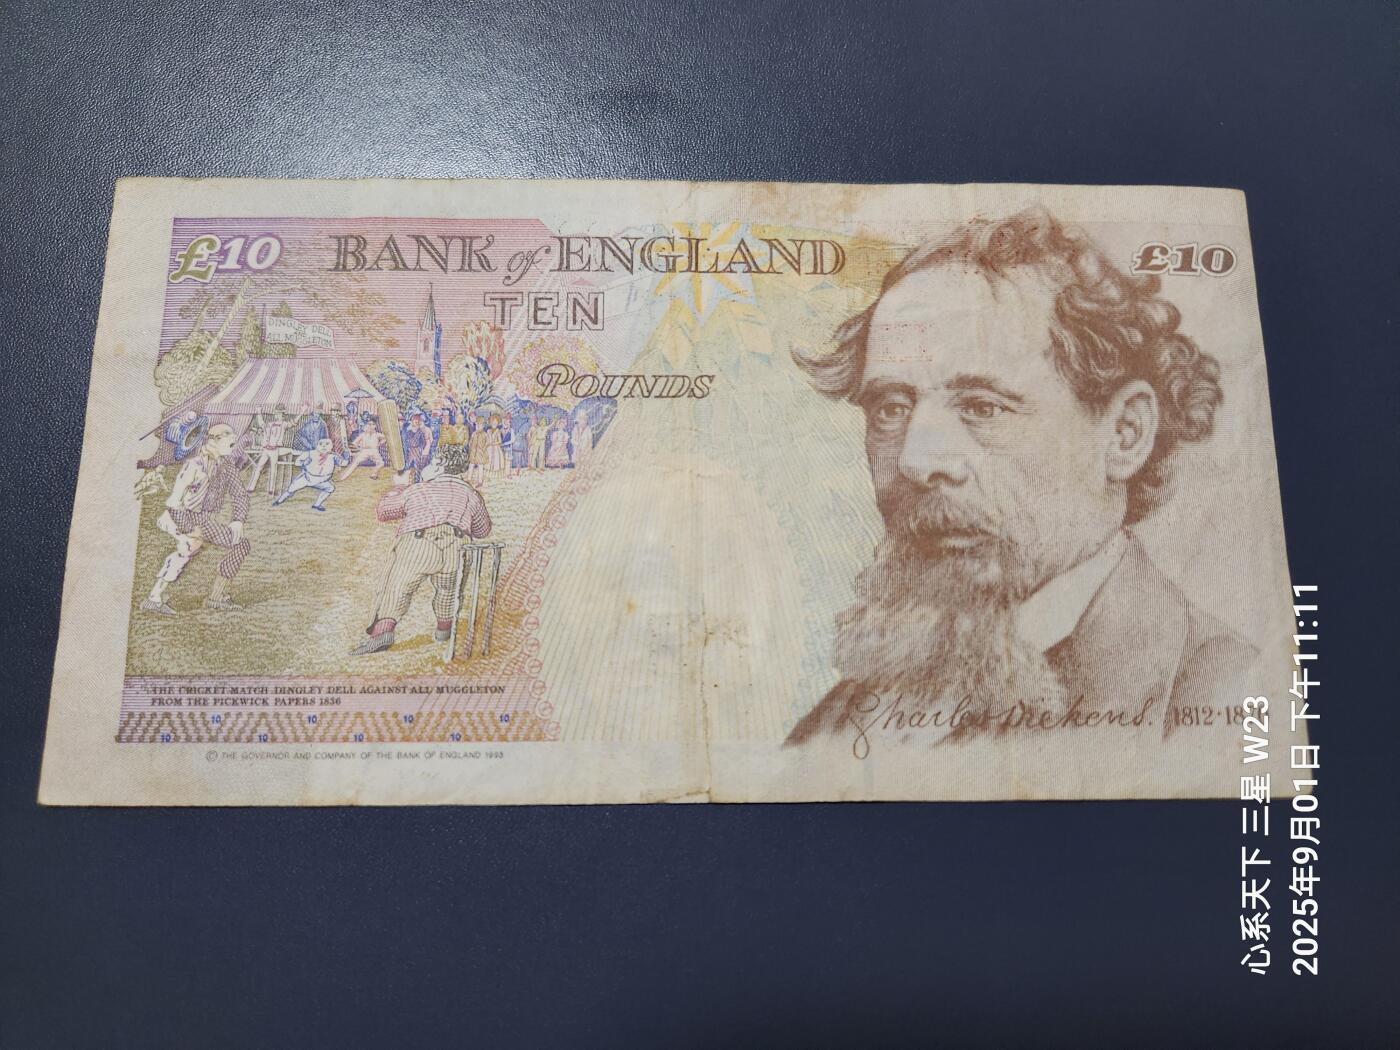 £10
BANK of ENGLAND
£10
TEN
DINGLEY DELL
ALL MUGGLETON
POUNDS
THE CRICKET MATCH DINGLEY DELL AGAINST ALL MUGGLETON
FROM THE PICKWICK PAPERS 1836
10 10 10 10
10 10 10 10
Charles Dickens. 1812·18
© THE GOVERNOR AND COMPANY OF THE BANK OF ENGLAND 1993
心系天下 三星 W23
2025年9月01日 下午11:11